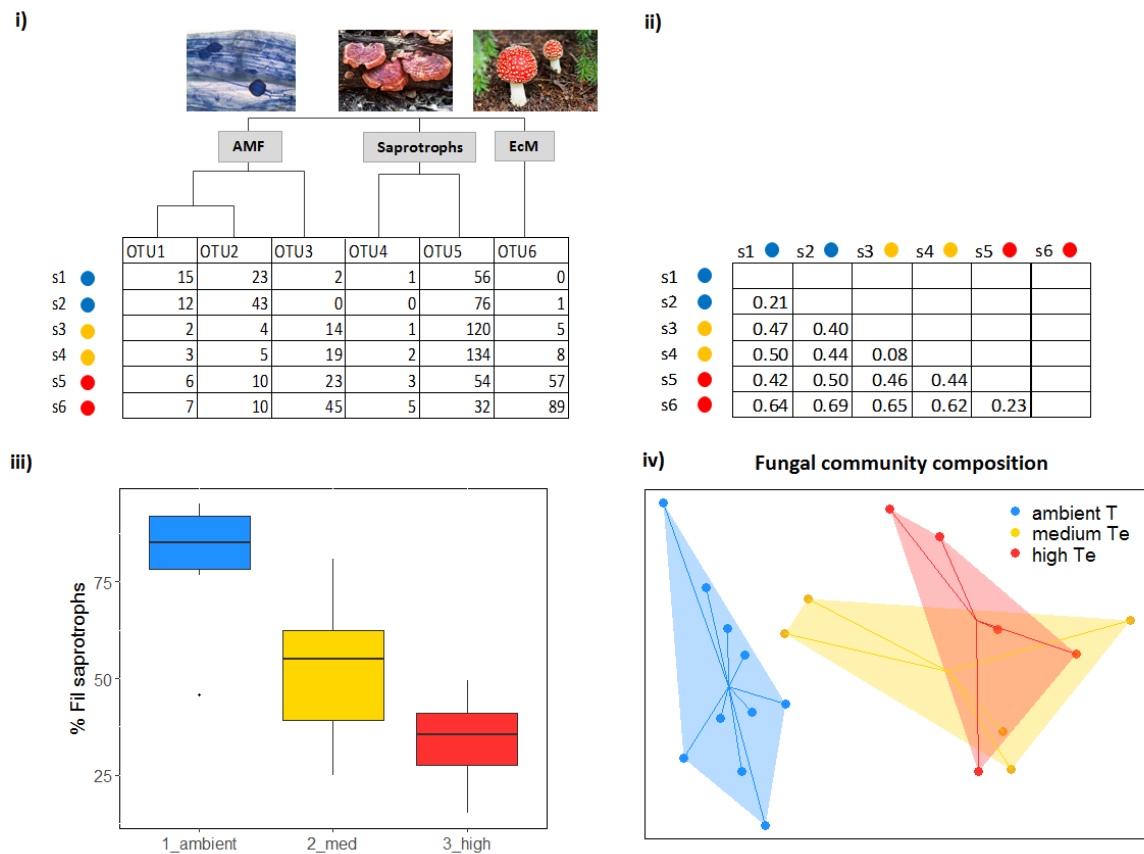 i)
AMF Saprotrophs EcM
OTU1 OTU2 OTU3 OTU4 OTU5 OTU6
s1 15 23 2 1 56 0
s2 12 43 0 0 76 1
s3 2 4 14 1 120 5
s4 3 5 19 2 134 8
s5 6 10 23 3 54 57
s6 7 10 45 5 32 89
ii)
s1 s2 s3 s4 s5 s6
s1
s2 0.21
s3 0.47 0.40
s4 0.50 0.44 0.08
s5 0.42 0.50 0.46 0.44
s6 0.64 0.69 0.65 0.62 0.23
iii)
% Fil saprotrophs
75
50
25
1_ambient 2_med 3_high
iv) Fungal community composition
ambient T
medium Te
high Te